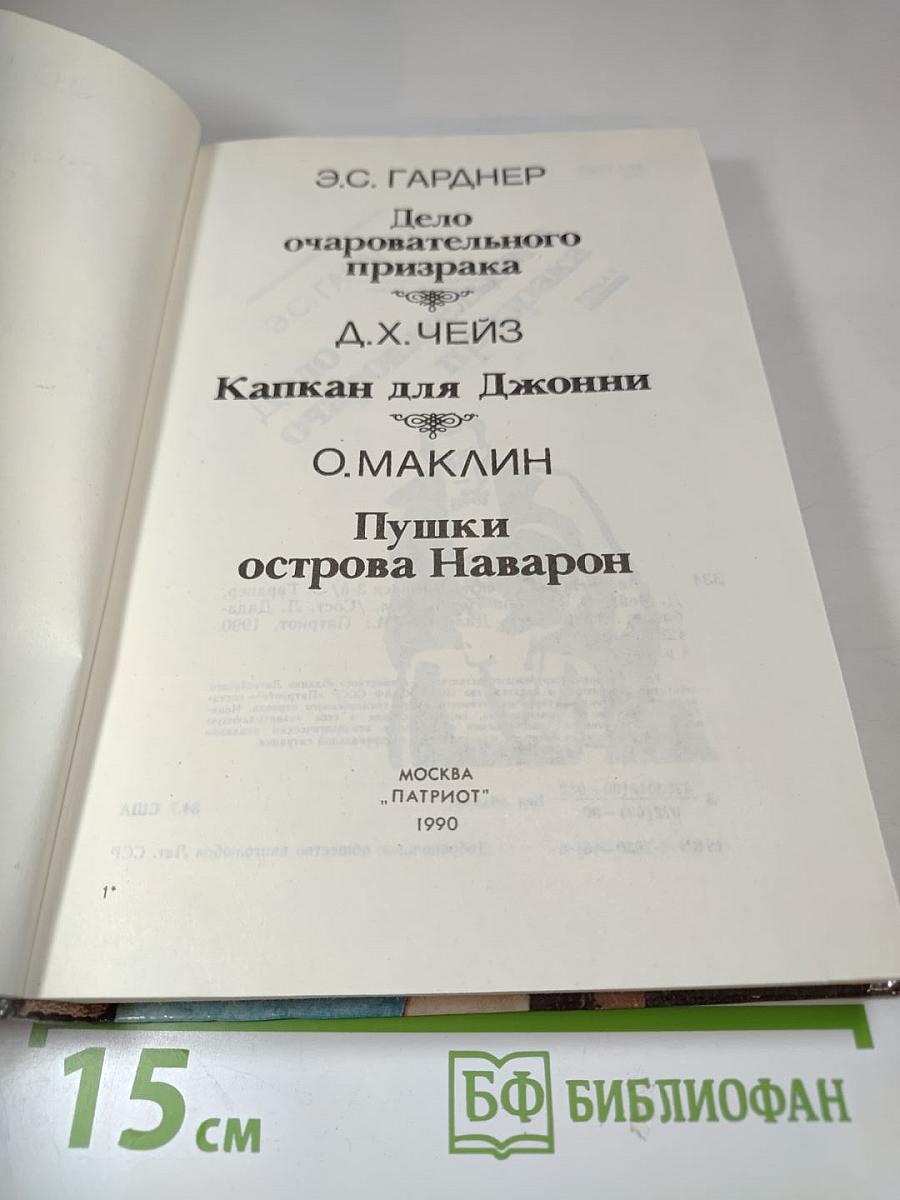 Э.С. ГАРДНЕР
Дело
очаровательного
призрака
Д.Х. ЧЕЙЗ
Капкан для Джонни
О. МАКЛИН
Пушки
острова Наварон
МОСКВА
„ПАТРИОТ"
1990
1*
15 см
БФ БИБЛИОФАН